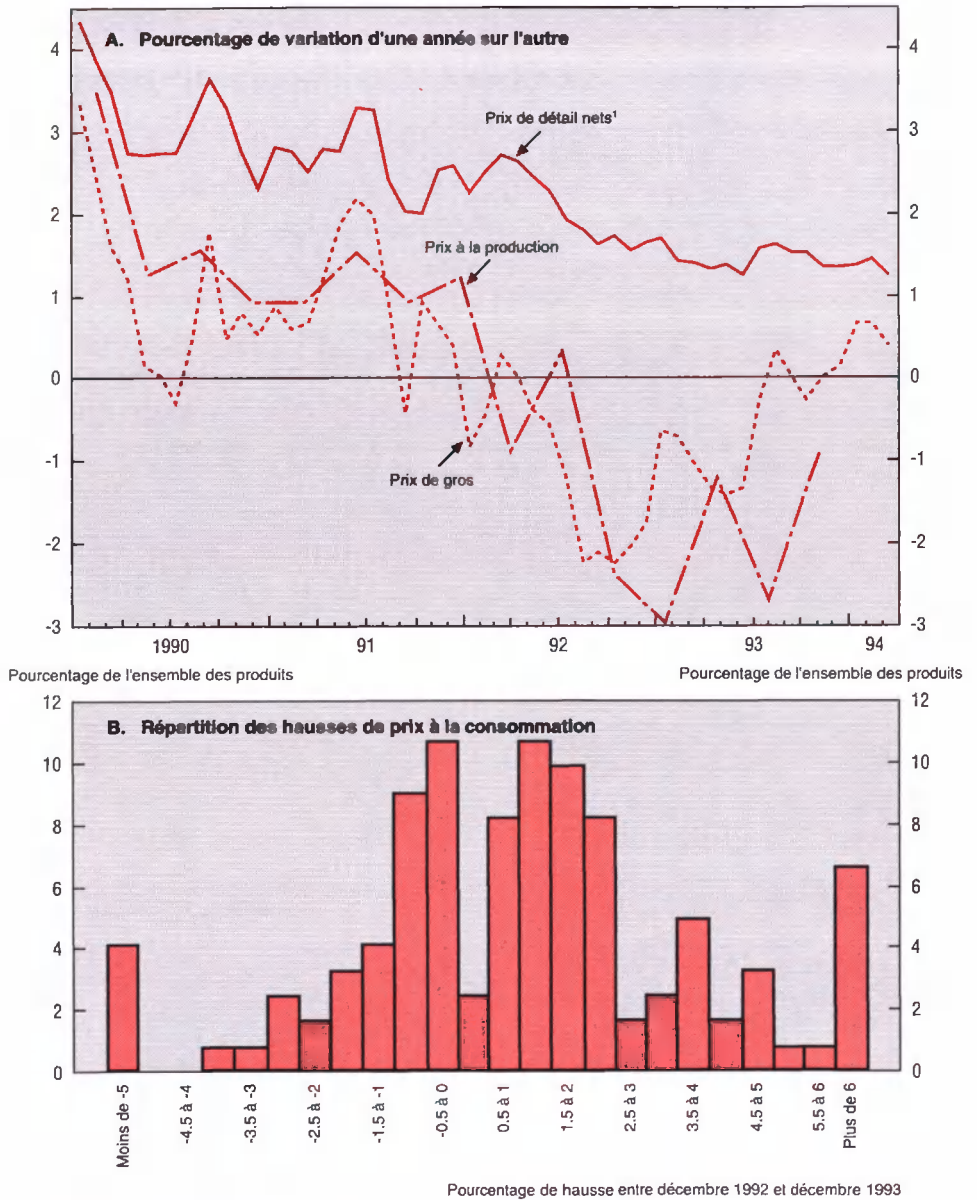 A. Pourcentage de variation d'une année sur l'autre
4
3
2
1
0
-1
-2
-3
4
3
2
1
0
-1
-2
-3
Prix de détail nets¹
Prix à la production
Prix de gros
1990 91 92 93 94
Pourcentage de l'ensemble des produits Pourcentage de l'ensemble des produits
B. Répartition des hausses de prix à la consommation
12
10
8
6
4
2
0
12
10
8
6
4
2
0
Moins de -5
-4.5 à -4
-3.5 à -3
-2.5 à -2
-1.5 à -1
-0.5 à 0
0.5 à 1
1.5 à 2
2.5 à 3
3.5 à 4
4.5 à 5
5.5 à 6
Plus de 6
Pourcentage de hausse entre décembre 1992 et décembre 1993